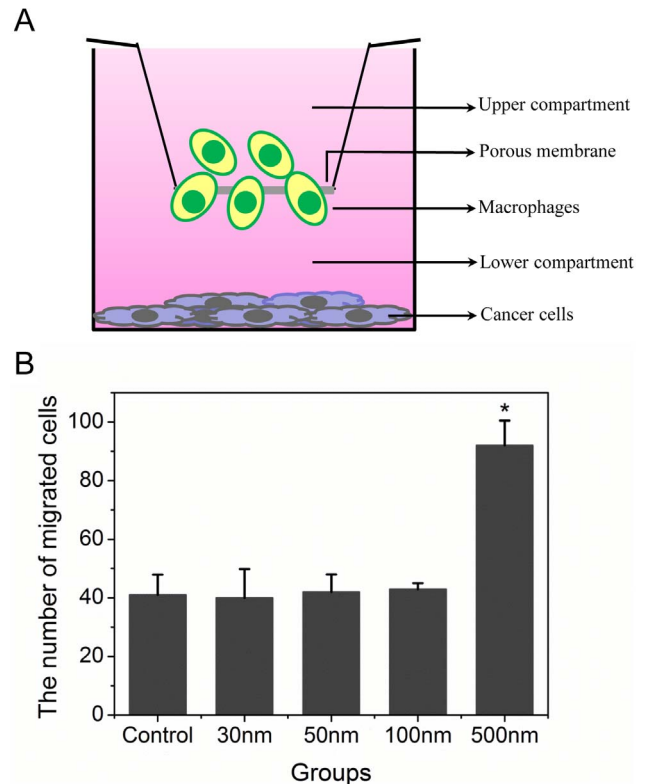 A
Upper compartment
Porous membrane
Macrophages
Lower compartment
Cancer cells
B
The number of migrated cells
100
80
60
40
20
0
*
Control 30nm 50nm 100nm 500nm
Groups